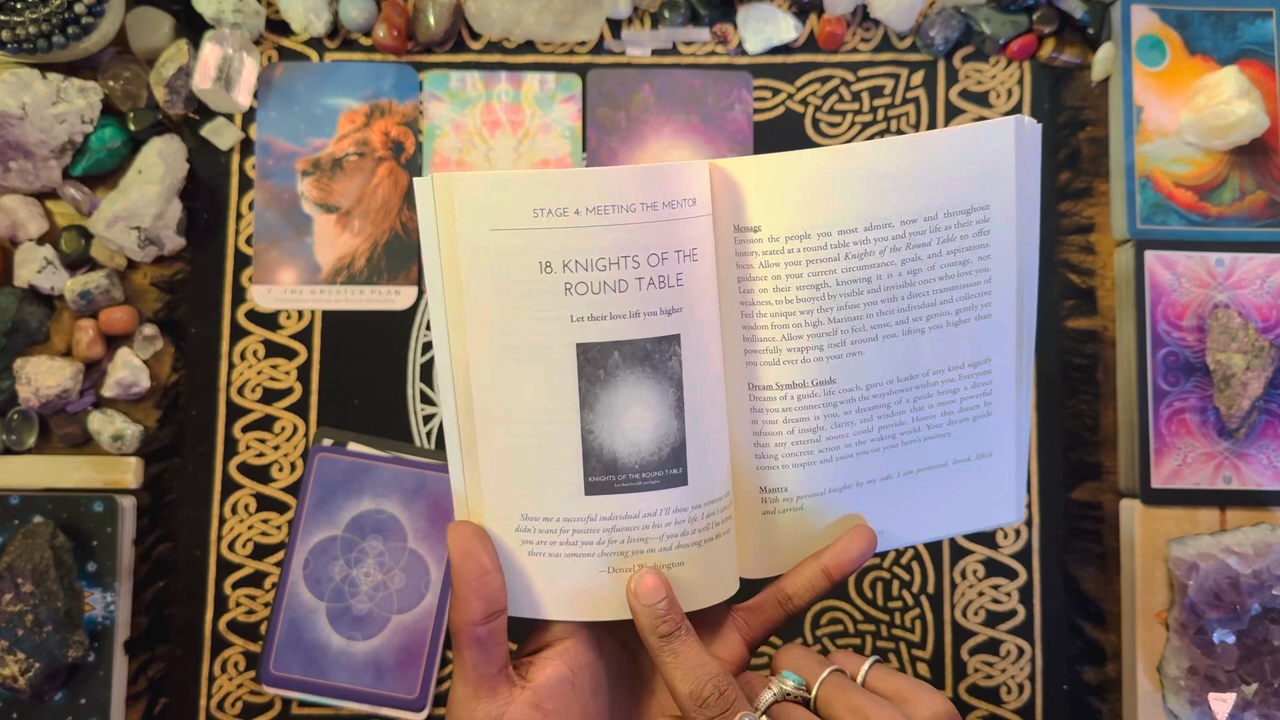 7. THE GREATER PLAN
STAGE 4: MEETING THE MENTOR
18. KNIGHTS OF THE
ROUND TABLE
Let their love lift you higher
KNIGHTS OF THE ROUND TABLE
Let their love lift you higher
Show me a successful individual and I'll show you someone who
didn't want for positive influences in his or her life. I don't care what
you are or what you do for a living—if you do it well I'm
there was someone cheering you on and showing you the way.
—Denzel Washington
Message
Envision the people you most admire, now and throughout
history, seated at a round table with you and your life as their sole
focus. Allow your personal Knights of the Round Table to offer
guidance on your current circumstance, goals, and aspirations.
Lean on their strength, knowing it is a sign of courage, not
weakness, to be buoyed by visible and invisible ones who love you.
Feel the unique way they infuse you with a direct transmission of
wisdom from on high. Marinate in their individual and collective
brilliance. Allow yourself to feel, sense, and see genius, gently yet
powerfully wrapping itself around you, lifting you higher than
you could ever do on your own.
Dream Symbol: Guide
Dreams of a guide, life coach, guru or leader of any kind signify
that you are connecting with the wayshower within you. Everyone
in your dreams is you, so dreaming of a guide brings a direct
infusion of insight, clarity, and wisdom that is more powerful
than any external source could provide. Honor this dream by
taking concrete action in the waking world. Your dream guide
comes to inspire and assist you on your hero's journey.
Mantra
With my personal knights by my side, I am protected, loved, lifted
and carried.